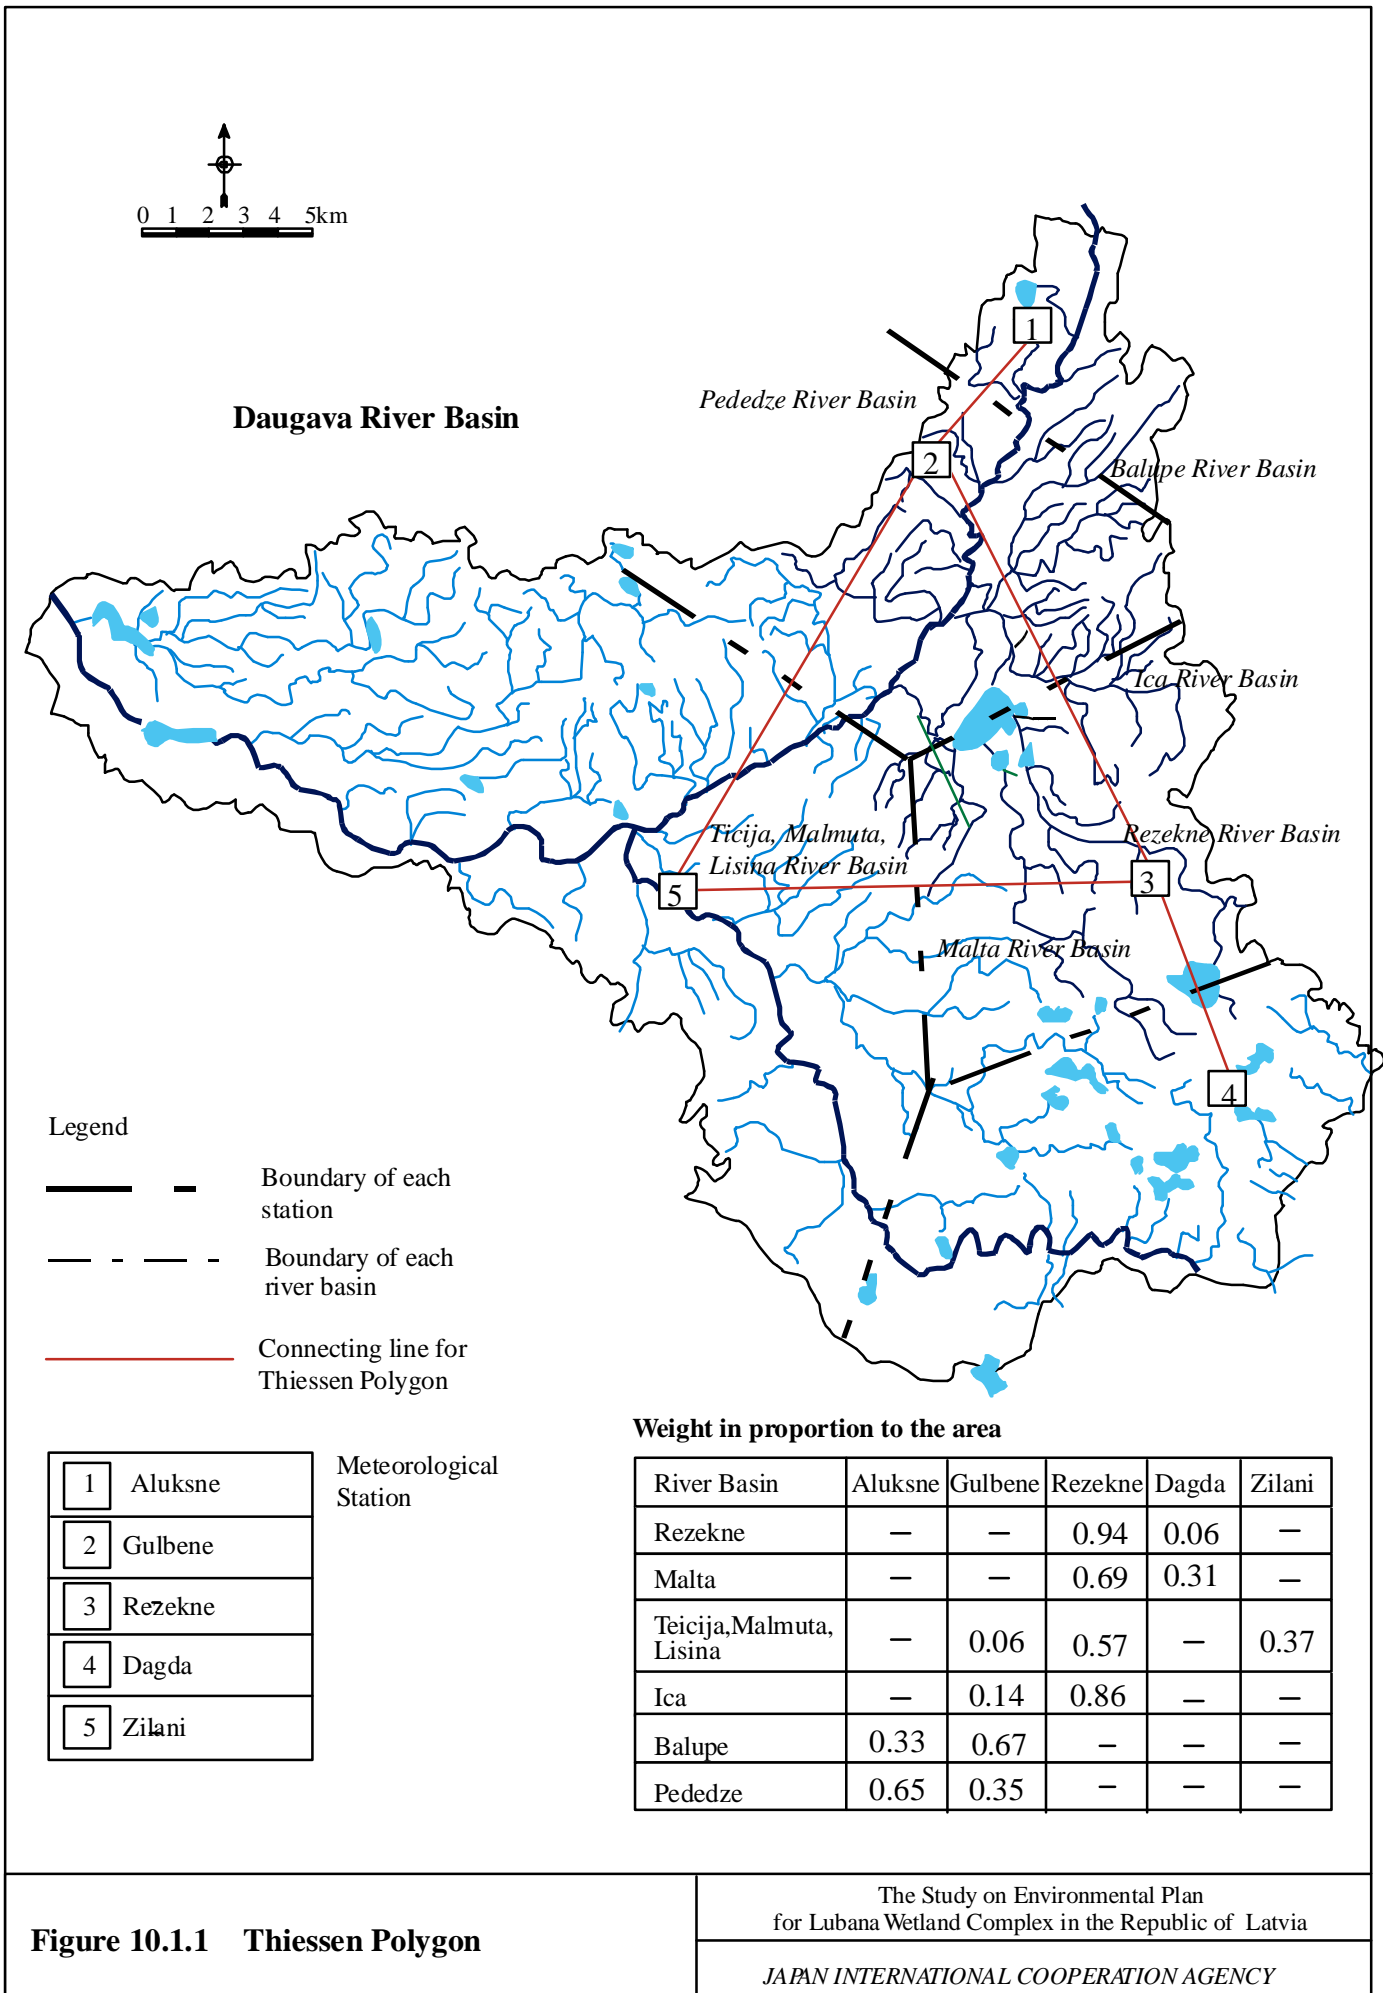 0 1 2 3 4 5km
Daugava River Basin
1
Pededze River Basin
2
Balupe River Basin
Ica River Basin
Ticija, Malmuta,
Lisina River Basin
Rezekne River Basin
5
3
Malta River Basin
4
Legend
Boundary of each
station
Boundary of each
river basin
Connecting line for
Thiessen Polygon
1 Aluksne
2 Gulbene
3 Rezekne
4 Dagda
5 Zilani
Meteorological
Station
Weight in proportion to the area
River Basin Aluksne Gulbene Rezekne Dagda Zilani
Rezekne – – 0.94 0.06 –
Malta – – 0.69 0.31 –
Teicija,Malmuta,
Lisina – 0.06 0.57 – 0.37
Ica – 0.14 0.86 – –
Balupe 0.33 0.67 – – –
Pededze 0.65 0.35 – – –
Figure 10.1.1 Thiessen Polygon
The Study on Environmental Plan
for Lubana Wetland Complex in the Republic of Latvia
JAPAN INTERNATIONAL COOPERATION AGENCY